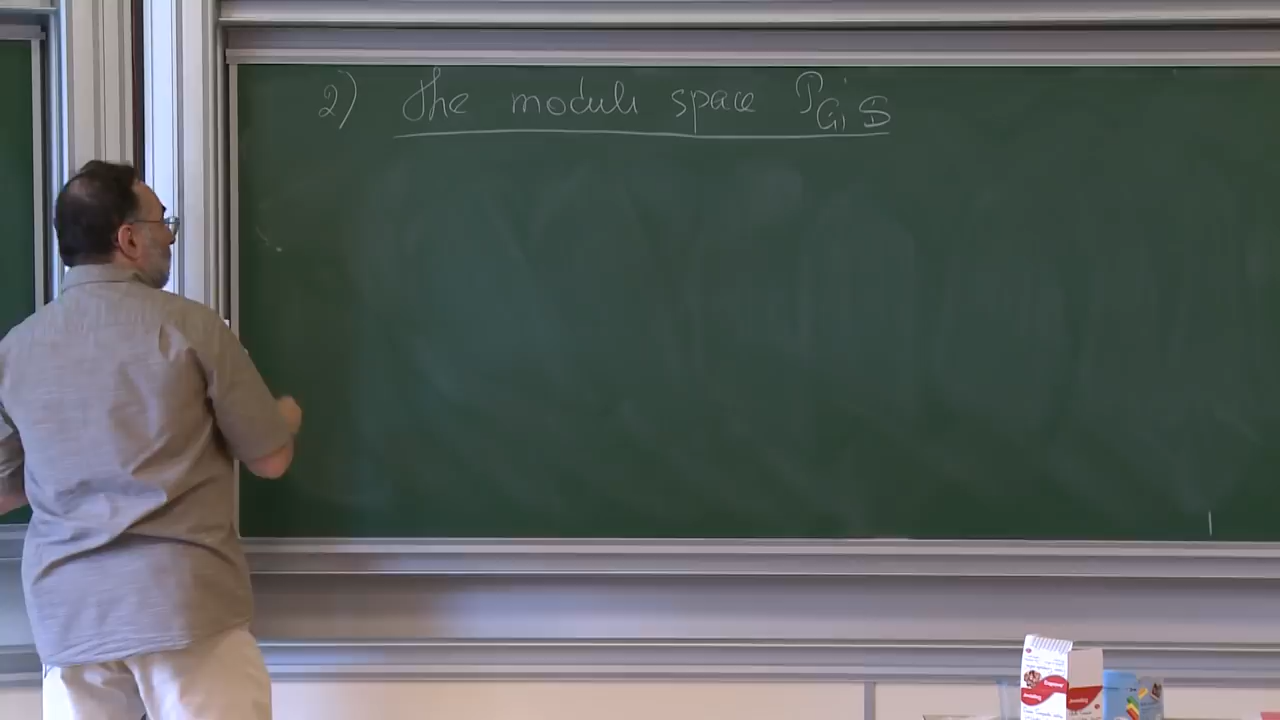 2) The moduli space P_{G, S}